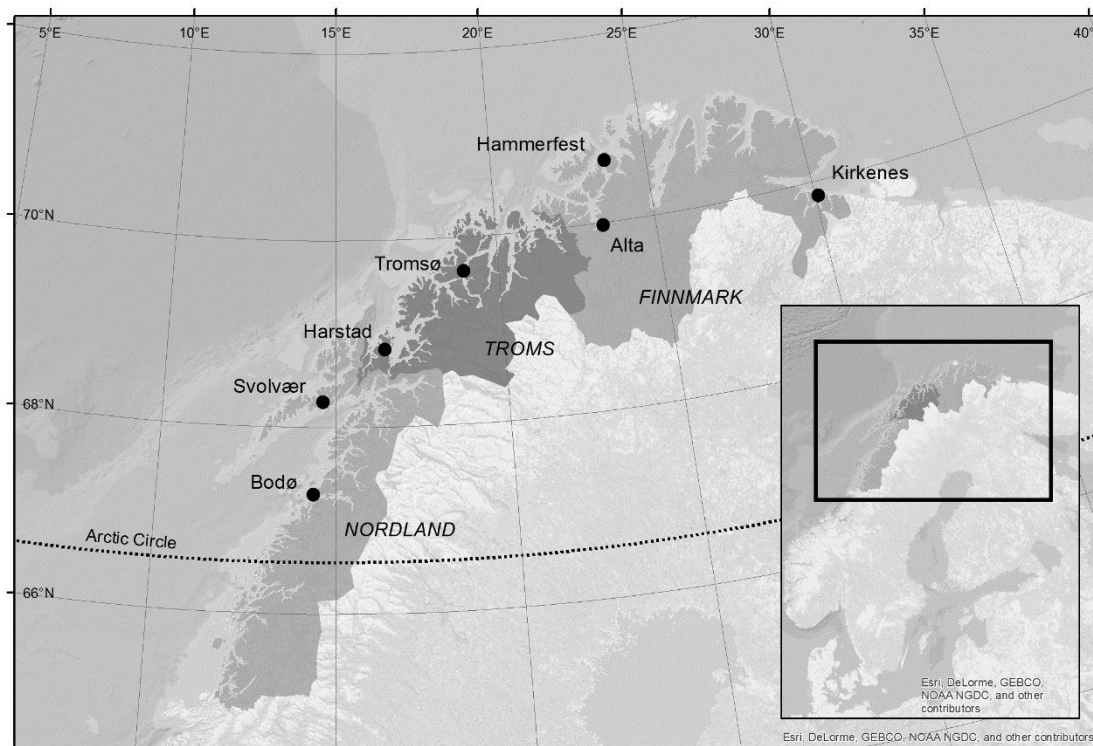 5°E
10°E
15°E
20°E
25°E
30°E
35°E
40°
Hammerfest
Kirkenes
70°N
Alta
Tromsø
FINNMARK
Harstad
TROMS
Svolvær
68°N
Bodø
NORDLAND
Arctic Circle
66°N
Esri, DeLorme, GEBCO,
NOAA NGDC, and other
contributors
Esri, DeLorme, GEBCO, NOAA NGDC, and other contributors